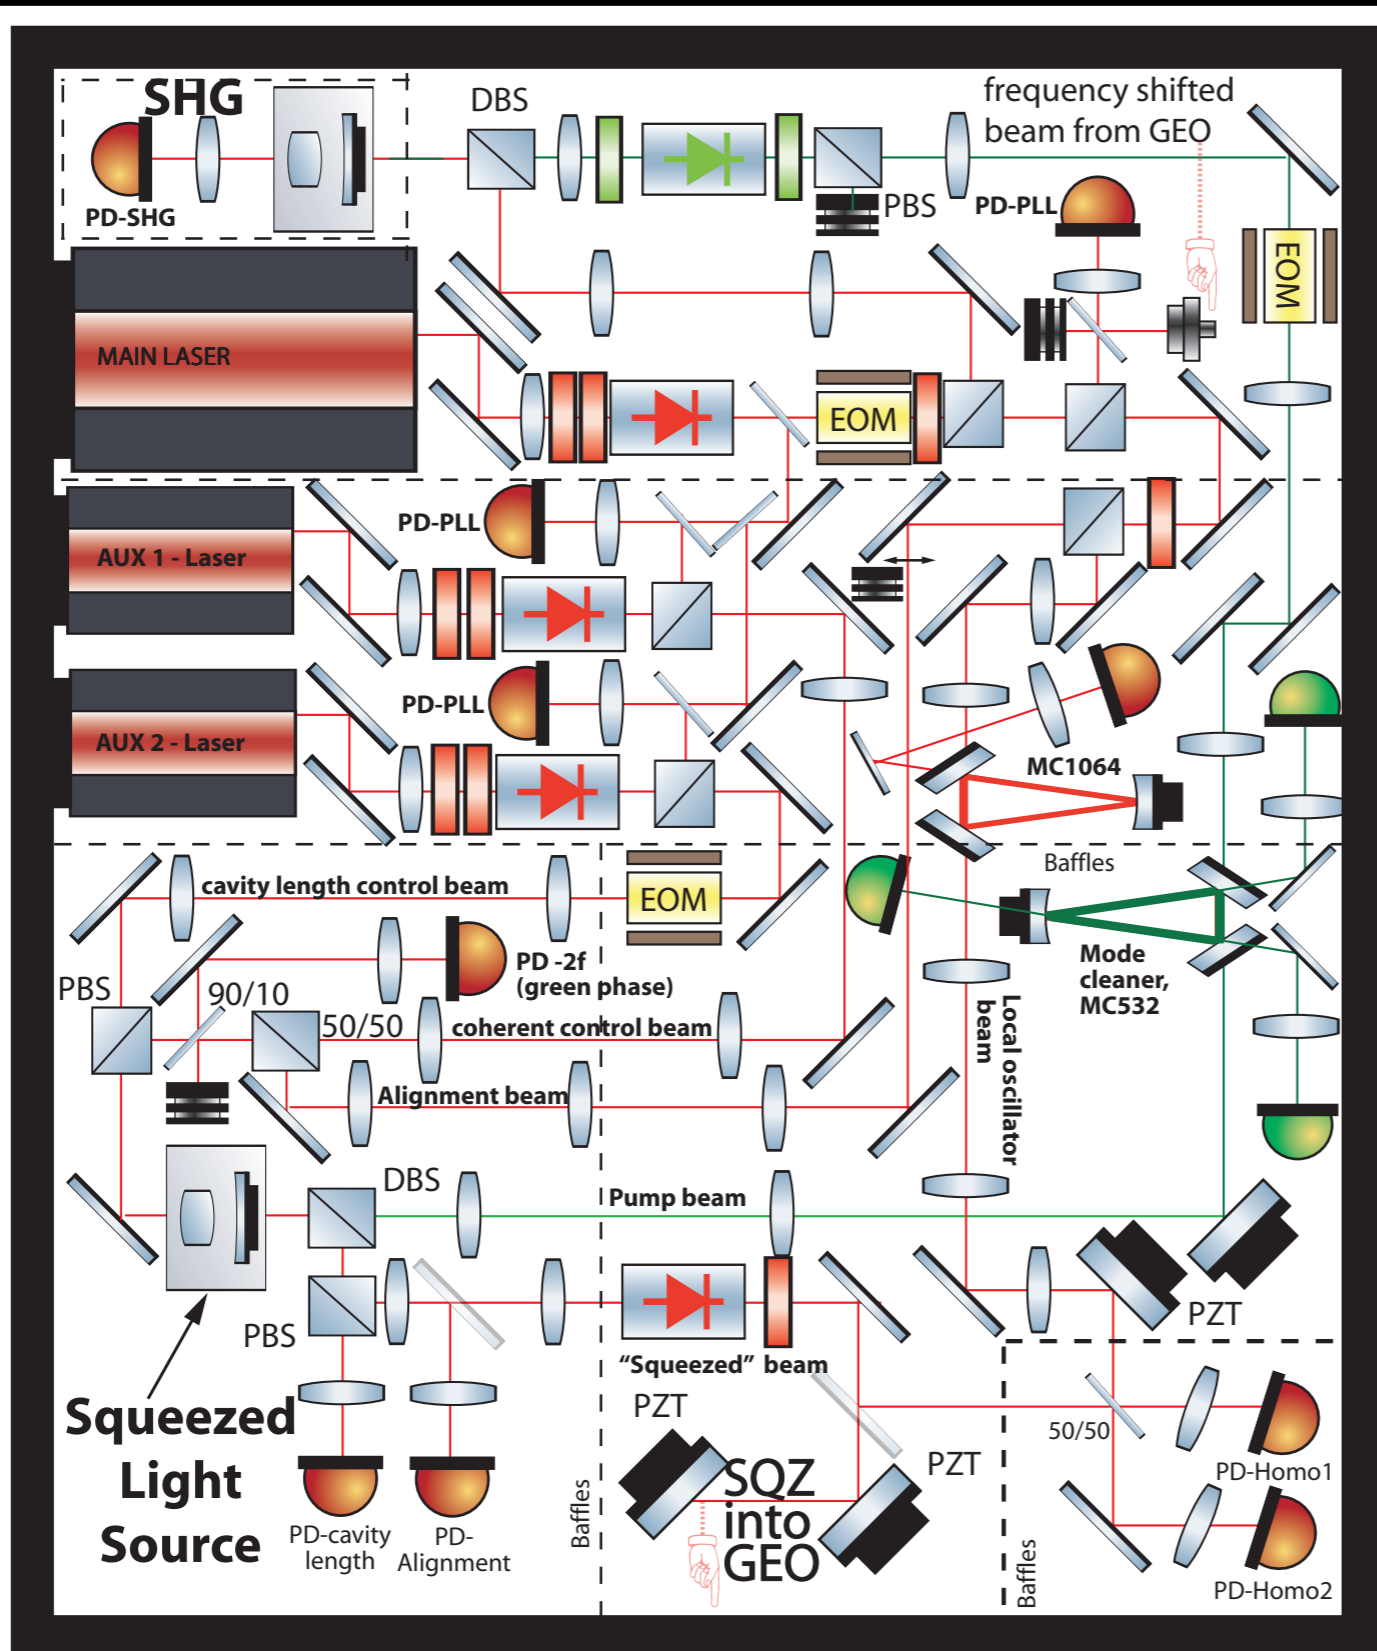 SHG
DBS
frequency shifted
beam from GEO
PD-SHG
PBS
PD-PLL
EOM
MAIN LASER
EOM
PD-PLL
AUX 1 - Laser
PD-PLL
AUX 2 - Laser
MC1064
Baffles
cavity length control beam
EOM
PD -2f
(green phase)
Mode
cleaner,
MC532
PBS
90/10
50/50
coherent control beam
Local oscillator
beam
Alignment beam
DBS
Pump beam
PZT
PBS
"Squeezed" beam
Squeezed
Light
Source
PZT
50/50
PD-Homo1
SQZ
into
GEO
PZT
Baffles
PD-cavity
length
PD-
Alignment
Baffles
PD-Homo2